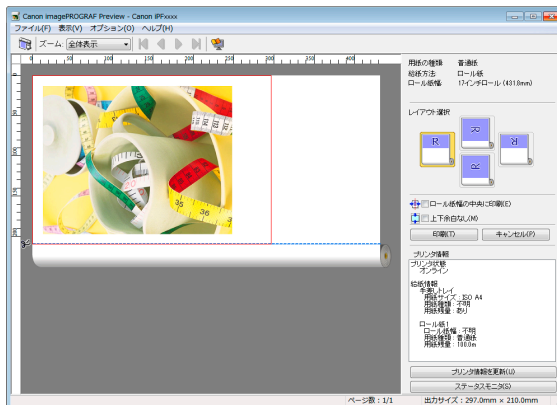 Canon imagePROGRAF Preview - Canon iPFxxxx
ファイル(F) 表示(V) オプション(O) ヘルプ(H)
ズーム: 全体表示
0 50 100 150 200 250 300 350 400
用紙の種類 普通紙
給紙方法: ロール紙
ロール紙幅 17インチロール (431.8mm)
レイアウト選択
R
R
R
R
ロール紙幅の中央に印刷(E)
上下余白なし(M)
印刷(T) キャンセル(P)
プリンタ情報
プリンタ状態
オンライン
給紙情報
手差しトレイ
用紙サイズ : ISO A4
用紙種類 : 不明
用紙残量 : あり
ロール紙1
ロール紙幅 : 不明
用紙種類 : 普通紙
用紙残量 : 100.0m
プリンタ情報を更新(U)
ステータスモニタ(S)
ページ数 : 1/1 出力サイズ : 297.0mm × 210.0mm